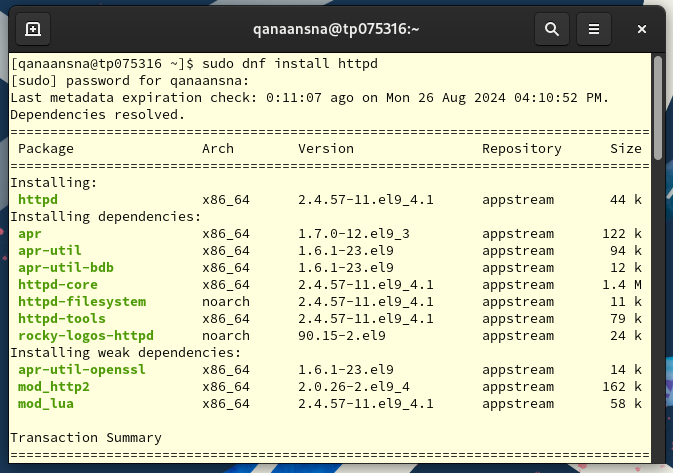 qanaansna@tp075316:~
[qanaansna@tp075316 ~]$ sudo dnf install httpd
[sudo] password for qanaansna:
Last metadata expiration check: 0:11:07 ago on Mon 26 Aug 2024 04:10:52 PM.
Dependencies resolved.
================================================================================
 Package                Arch      Version                Repository      Size
================================================================================
Installing:
 httpd                  x86_64    2.4.57-11.el9_4.1      appstream       44 k
Installing dependencies:
 apr                    x86_64    1.7.0-12.el9_3         appstream      122 k
 apr-util               x86_64    1.6.1-23.el9           appstream       94 k
 apr-util-bdb           x86_64    1.6.1-23.el9           appstream       12 k
 httpd-core             x86_64    2.4.57-11.el9_4.1      appstream      1.4 M
 httpd-filesystem       noarch    2.4.57-11.el9_4.1      appstream       11 k
 httpd-tools            x86_64    2.4.57-11.el9_4.1      appstream       79 k
 rocky-logos-httpd      noarch    90.15-2.el9            appstream       24 k
Installing weak dependencies:
 apr-util-openssl       x86_64    1.6.1-23.el9           appstream       14 k
 mod_http2              x86_64    2.0.26-2.el9_4         appstream      162 k
 mod_lua                x86_64    2.4.57-11.el9_4.1      appstream       58 k
Transaction Summary
================================================================================